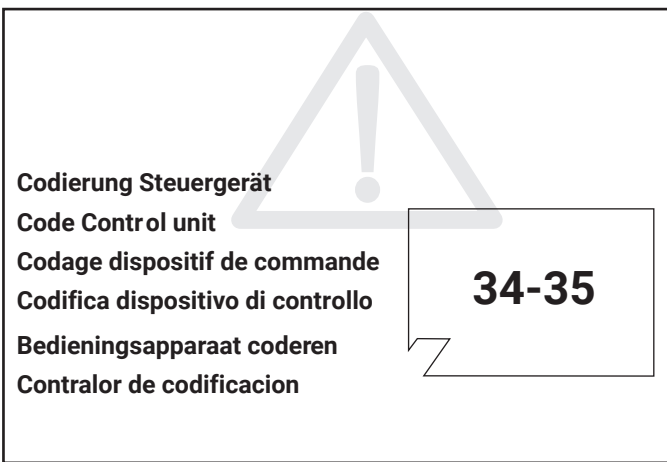 Codierung Steuergerät
Code Control unit
Codage dispositif de commande
Codifica dispositivo di controllo
Bedieningsapparaat coderen
Contralor de codificacion
34-35